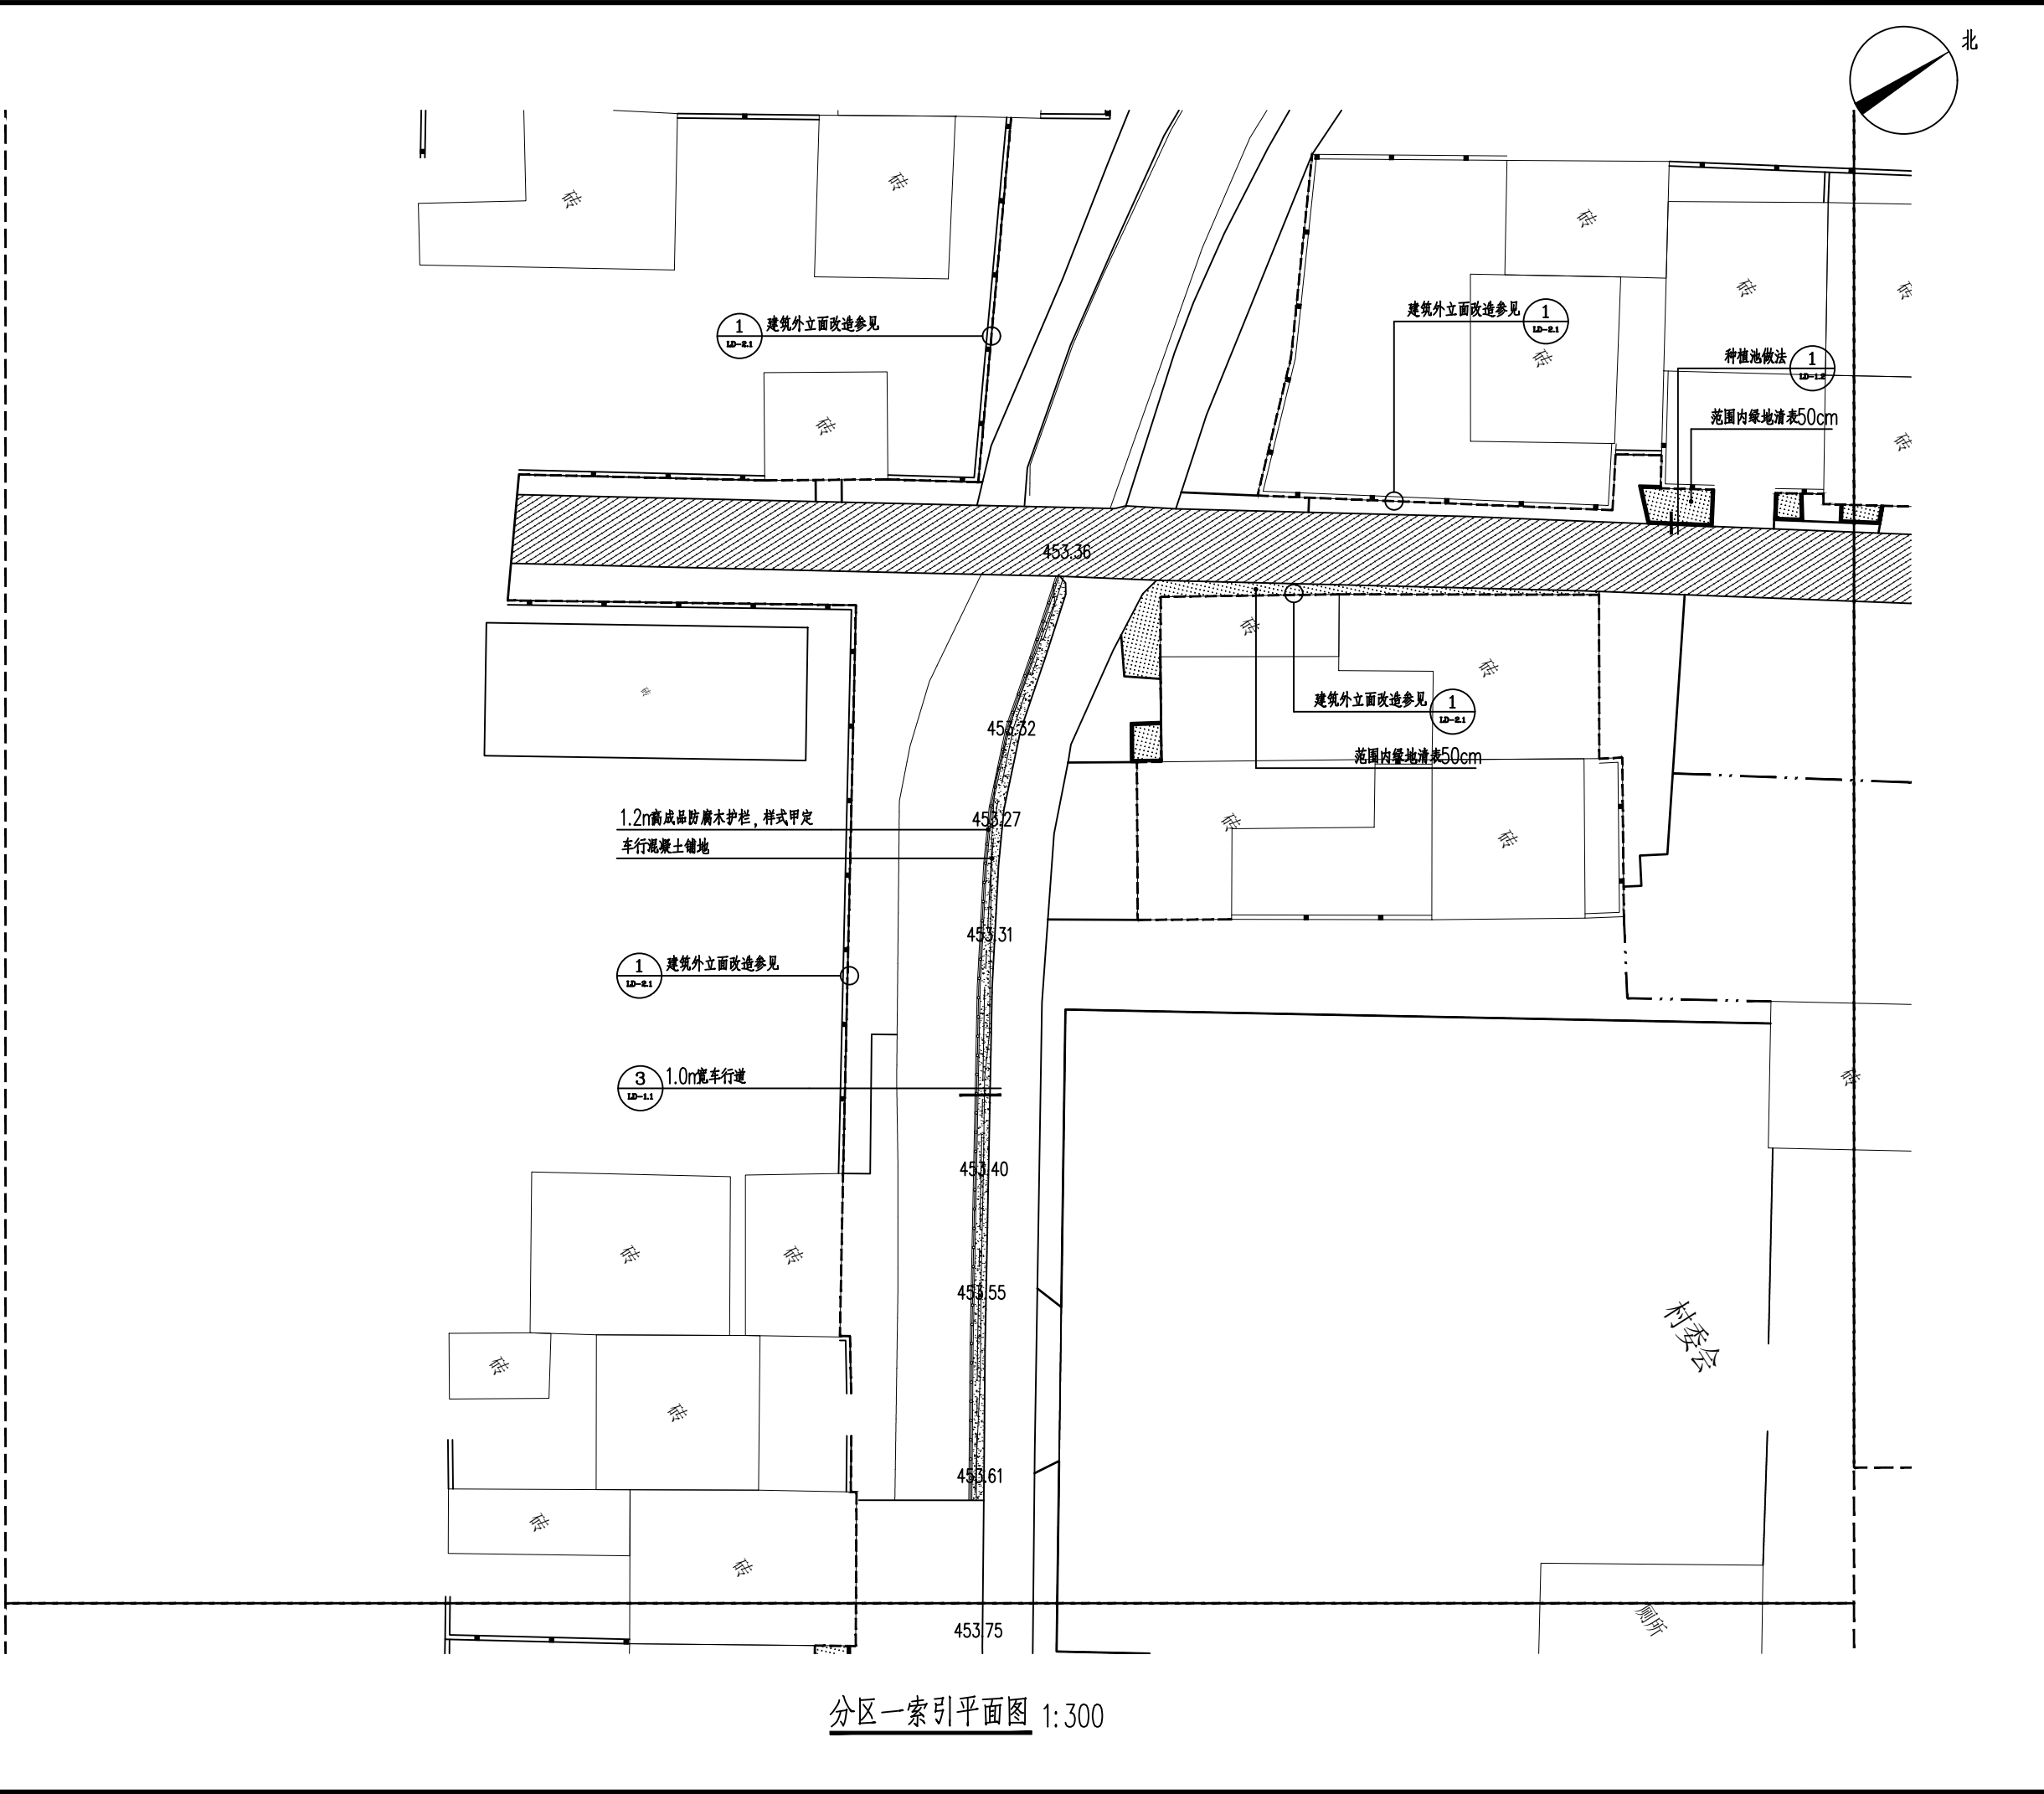 北
砖
砖
砖
砖
砖
1
LD-2.1
建筑外立面改造参见
建筑外立面改造参见
1
LD-2.1
砖
种植池做法
1
LD-1.2
范围内绿地清表50cm
砖
砖
453.36
砖
砖
砖
建筑外立面改造参见
1
LD-2.1
453.32
范围内绿地清表50cm
1.2m高成品防腐木护栏，样式甲定
453.27
车行混凝土铺地
砖
砖
453.31
1
LD-2.1
建筑外立面改造参见
3
LD-1.1
1.0m宽车行道
砖
453.40
砖
砖
453.55
村委会
砖
砖
453.61
砖
砖
厕所
453.75
分区一索引平面图 1:300